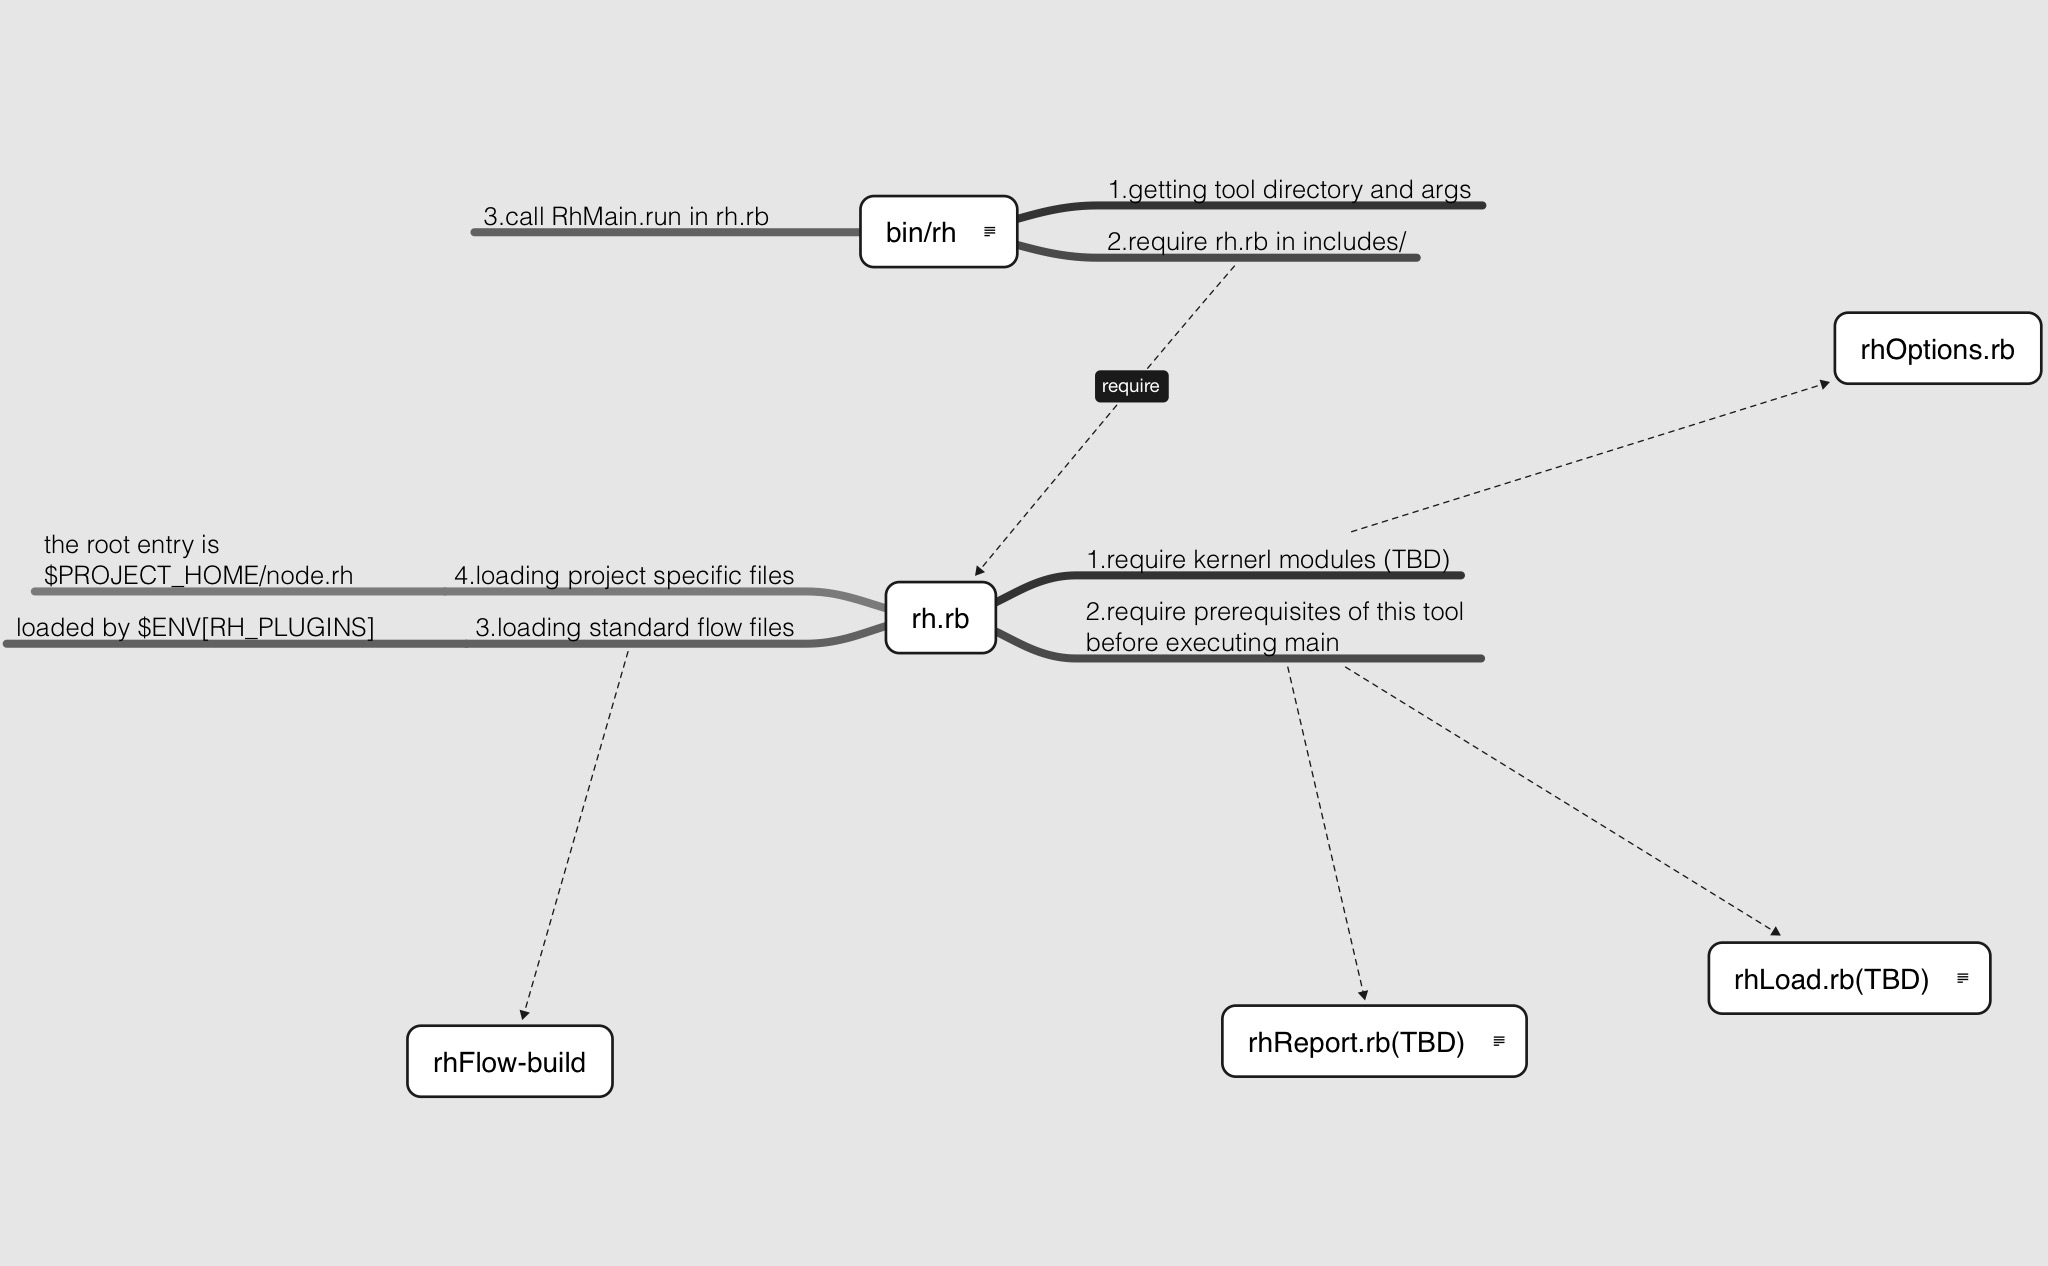 1.getting tool directory and args
3.call RhMain.run in rh.rb
bin/rh
2.require rh.rb in includes/
rhOptions.rb
require
the root entry is
$PROJECT_HOME/node.rh
4.loading project specific files
1.require kernerl modules (TBD)
loaded by $ENV[RH_PLUGINS]
3.loading standard flow files
rh.rb
2.require prerequisites of this tool
before executing main
rhLoad.rb(TBD)
rhReport.rb(TBD)
rhFlow-build